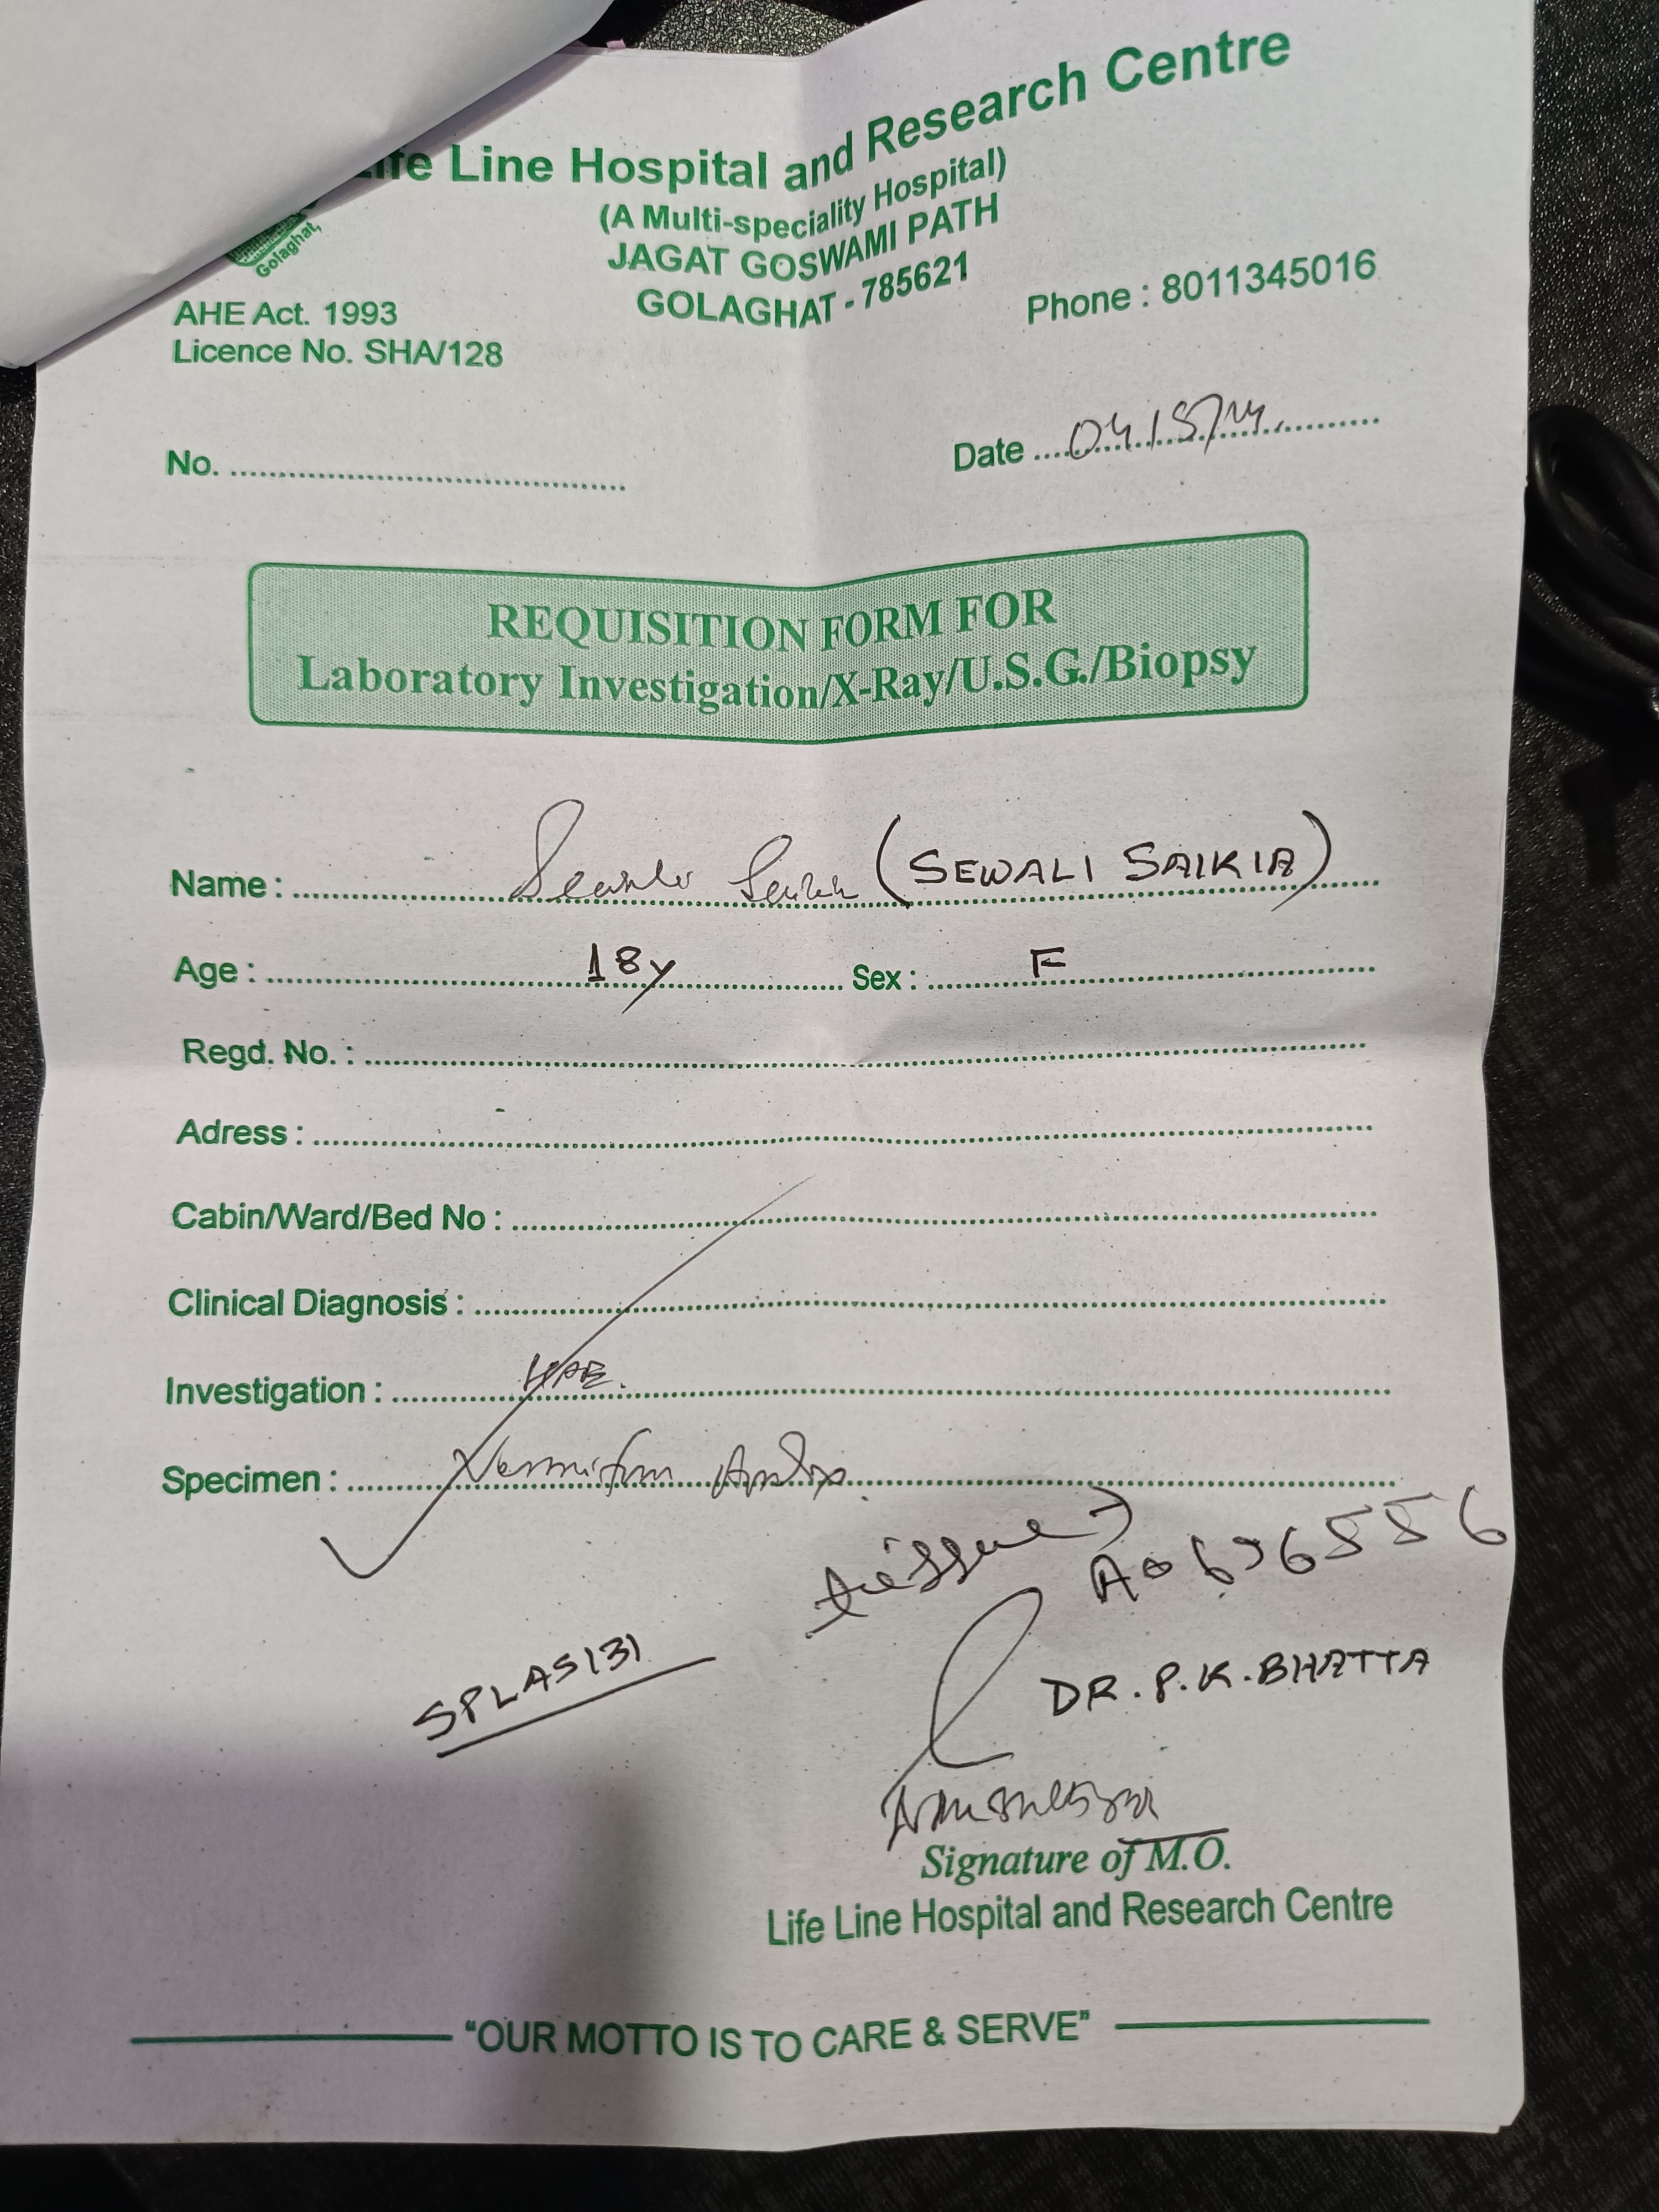 Life Line Hospital and Research Centre
(A Multi-speciality Hospital)
JAGAT GOSWAMI PATH
GOLAGHAT - 785621
Golaghat,
AHE Act. 1993
Licence No. SHA/128
Phone : 8011345016
No.
Date
REQUISITION FORM FOR
Laboratory Investigation/X-Ray/U.S.G./Biopsy
Name : (SEWALI SAIKIA)
Age : 18y Sex : F
Regd. No. :
Adress :
Cabin/Ward/Bed No :
Clinical Diagnosis :
Investigation : HPE.
Specimen : Vermiform Appendix
tissue
DR. P. K. BHATTA
Signature of M.O.
Life Line Hospital and Research Centre
"OUR MOTTO IS TO CARE & SERVE"